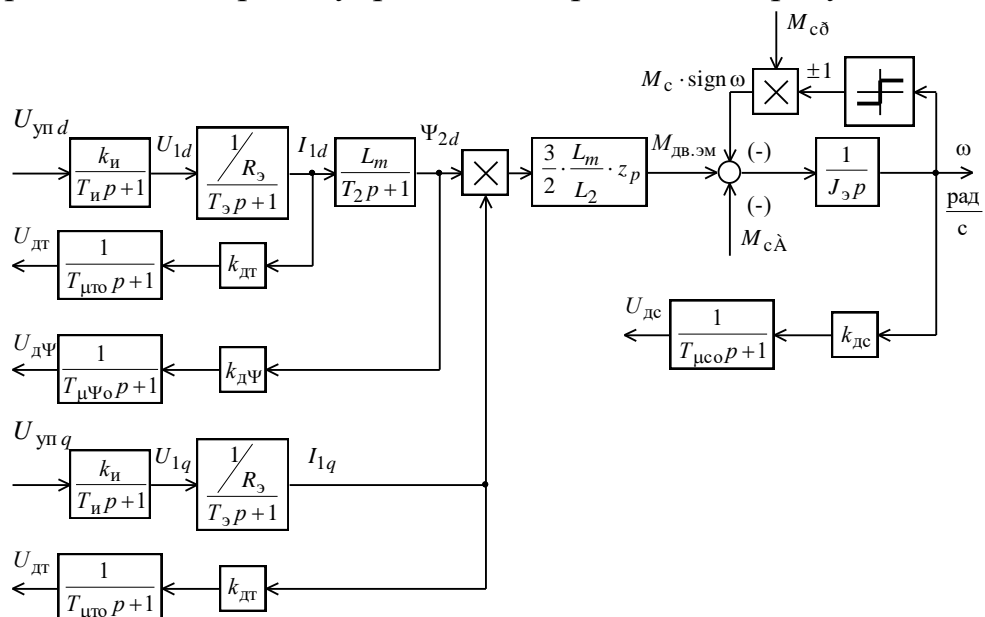 M_cð
M_c · sign ω
±1
U_уп d
k_и
T_и p + 1
U_1d
1/R_э
T_э p + 1
I_1d
L_m
T_2 p + 1
Ψ_2d
×
3/2 · L_m/L_2 · z_p
M_дв.эм
(-)
(-)
M_cÀ
1
J_э p
ω
рад
с
U_дт
1
T_μто p + 1
k_дт
U_дΨ
1
T_μΨо p + 1
k_дΨ
U_дс
1
T_μсо p + 1
k_дс
U_уп q
k_и
T_и p + 1
U_1q
1/R_э
T_э p + 1
I_1q
U_дт
1
T_μто p + 1
k_дт